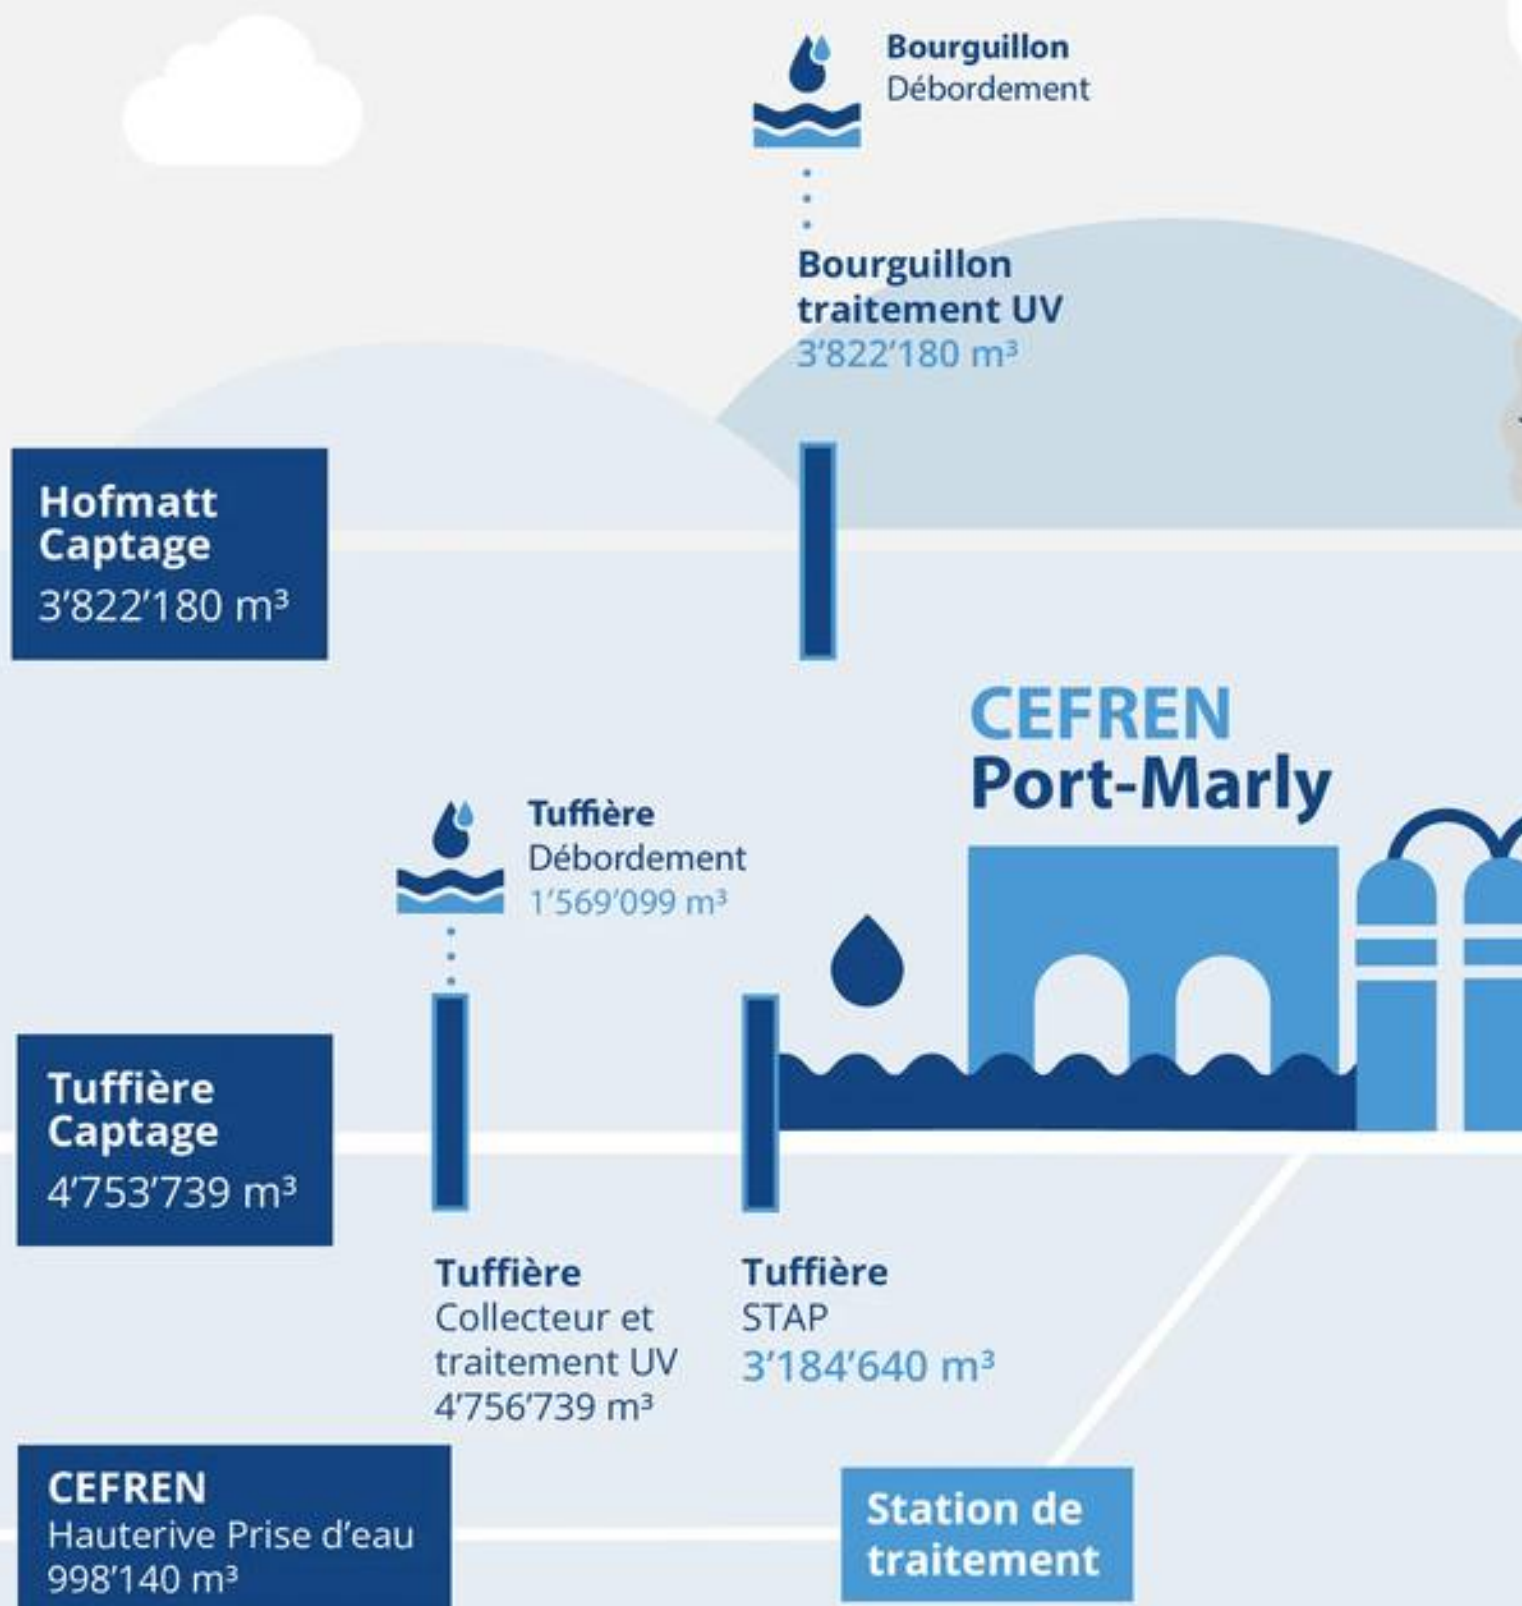 Bourguillon
Débordement
Bourguillon
traitement UV
3’822’180 m³
Hofmatt
Captage
3’822’180 m³
CEFREN
Port-Marly
Tuffière
Débordement
1’569’099 m³
Tuffière
Captage
4’753’739 m³
Tuffière
Collecteur et
traitement UV
4’756’739 m³
Tuffière
STAP
3’184’640 m³
CEFREN
Hauterive Prise d’eau
998’140 m³
Station de
traitement